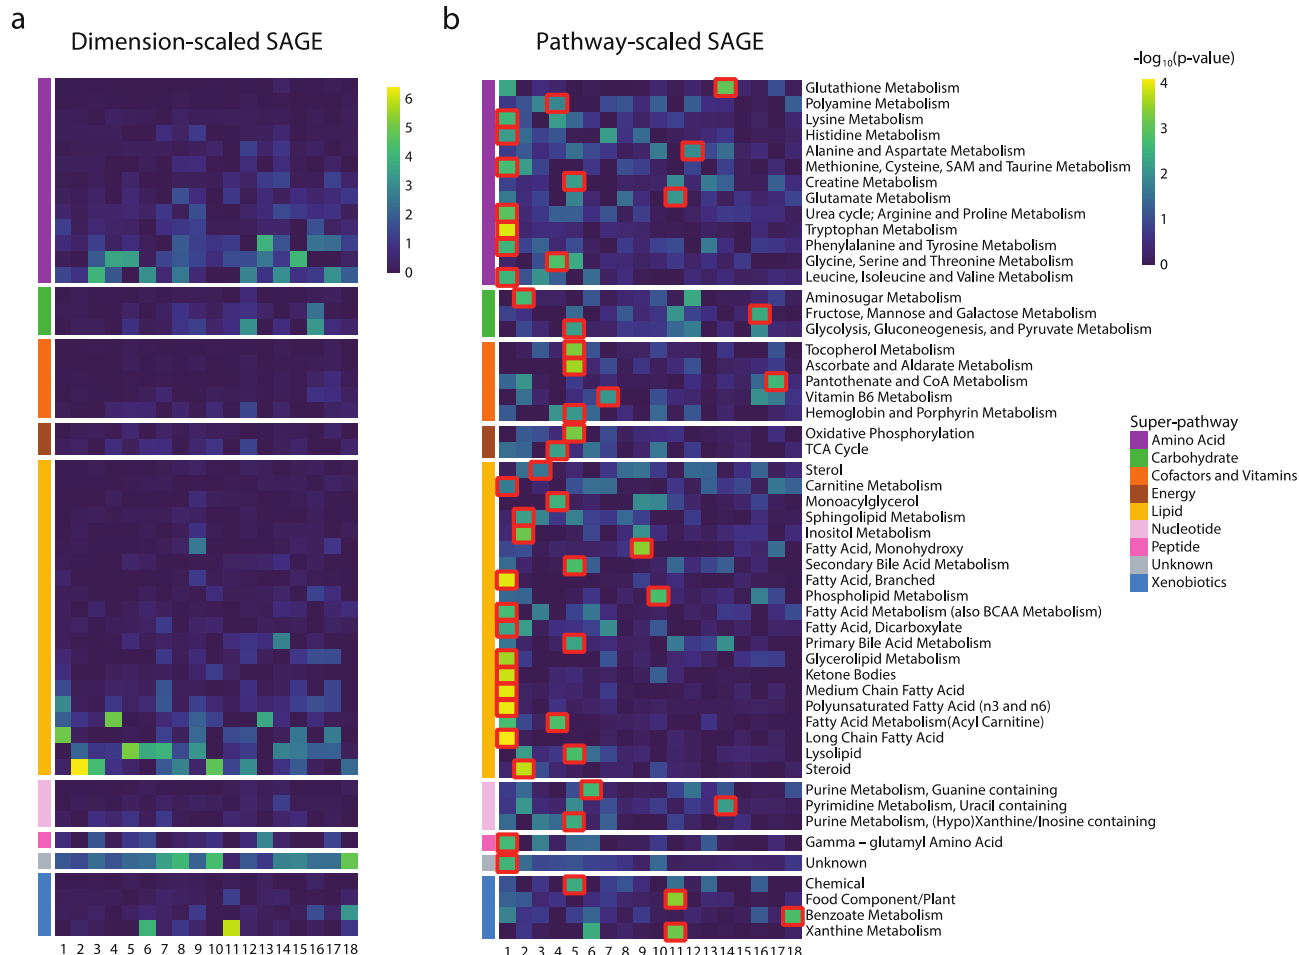 a
Dimension-scaled SAGE
b
Pathway-scaled SAGE
-log10(p-value)
6
5
4
3
2
1
0
4
3
2
1
0
Glutathione Metabolism
Polyamine Metabolism
Lysine Metabolism
Histidine Metabolism
Alanine and Aspartate Metabolism
Methionine, Cysteine, SAM and Taurine Metabolism
Creatine Metabolism
Glutamate Metabolism
Urea cycle; Arginine and Proline Metabolism
Tryptophan Metabolism
Phenylalanine and Tyrosine Metabolism
Glycine, Serine and Threonine Metabolism
Leucine, Isoleucine and Valine Metabolism
Aminosugar Metabolism
Fructose, Mannose and Galactose Metabolism
Glycolysis, Gluconeogenesis, and Pyruvate Metabolism
Tocopherol Metabolism
Ascorbate and Aldarate Metabolism
Pantothenate and CoA Metabolism
Vitamin B6 Metabolism
Hemoglobin and Porphyrin Metabolism
Oxidative Phosphorylation
TCA Cycle
Sterol
Carnitine Metabolism
Monoacylglycerol
Sphingolipid Metabolism
Inositol Metabolism
Fatty Acid, Monohydroxy
Secondary Bile Acid Metabolism
Fatty Acid, Branched
Phospholipid Metabolism
Fatty Acid Metabolism (also BCAA Metabolism)
Fatty Acid, Dicarboxylate
Primary Bile Acid Metabolism
Glycerolipid Metabolism
Ketone Bodies
Medium Chain Fatty Acid
Polyunsaturated Fatty Acid (n3 and n6)
Fatty Acid Metabolism(Acyl Carnitine)
Long Chain Fatty Acid
Lysolipid
Steroid
Purine Metabolism, Guanine containing
Pyrimidine Metabolism, Uracil containing
Purine Metabolism, (Hypo)Xanthine/Inosine containing
Gamma – glutamyl Amino Acid
Unknown
Chemical
Food Component/Plant
Benzoate Metabolism
Xanthine Metabolism
Super-pathway
Amino Acid
Carbohydrate
Cofactors and Vitamins
Energy
Lipid
Nucleotide
Peptide
Unknown
Xenobiotics
1 2 3 4 5 6 7 8 9 10 11 12 13 14 15 16 17 18
1 2 3 4 5 6 7 8 9 10 11 12 13 14 15 16 17 18